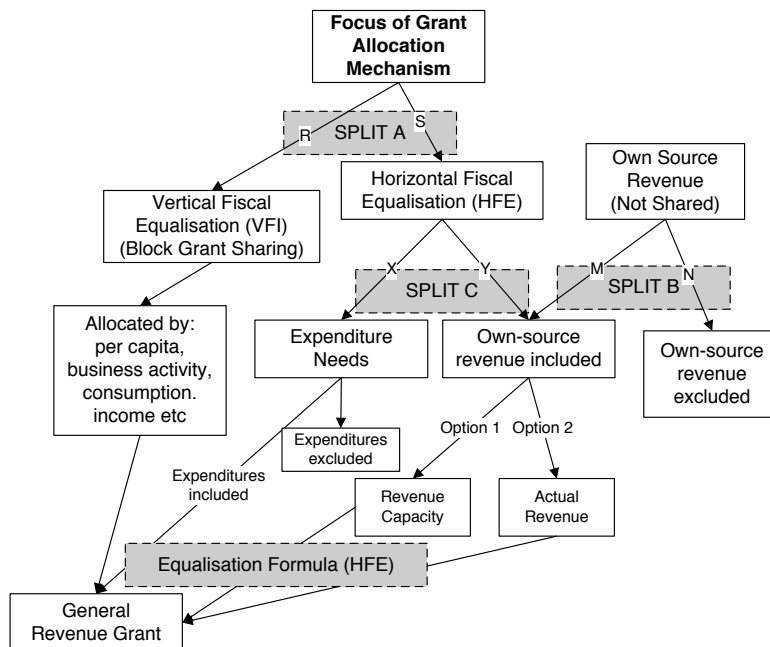 Focus of Grant
Allocation
Mechanism
R
SPLIT A
S
Vertical Fiscal
Equalisation (VFI)
(Block Grant Sharing)
Horizontal Fiscal
Equalisation (HFE)
Own Source
Revenue
(Not Shared)
X
Y
SPLIT C
M
N
SPLIT B
Allocated by:
per capita,
business activity,
consumption.
income etc
Expenditure
Needs
Own-source
revenue included
Own-source
revenue
excluded
Expenditures
excluded
Option 1
Option 2
Expenditures
included
Revenue
Capacity
Actual
Revenue
Equalisation Formula (HFE)
General
Revenue Grant